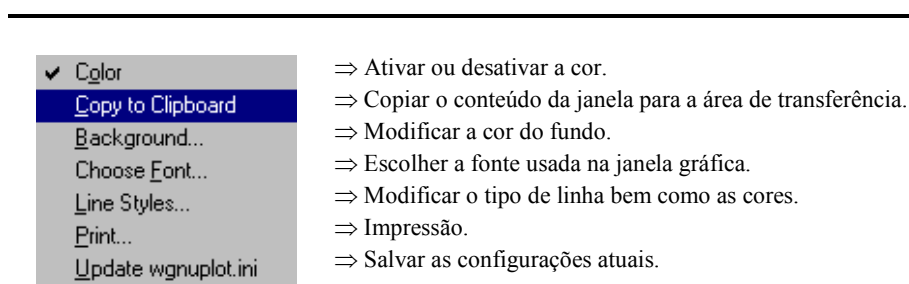 ✔ Color ⇒ Ativar ou desativar a cor.
Copy to Clipboard ⇒ Copiar o conteúdo da janela para a área de transferência.
Background... ⇒ Modificar a cor do fundo.
Choose Font... ⇒ Escolher a fonte usada na janela gráfica.
Line Styles... ⇒ Modificar o tipo de linha bem como as cores.
Print... ⇒ Impressão.
Update wgnuplot.ini ⇒ Salvar as configurações atuais.